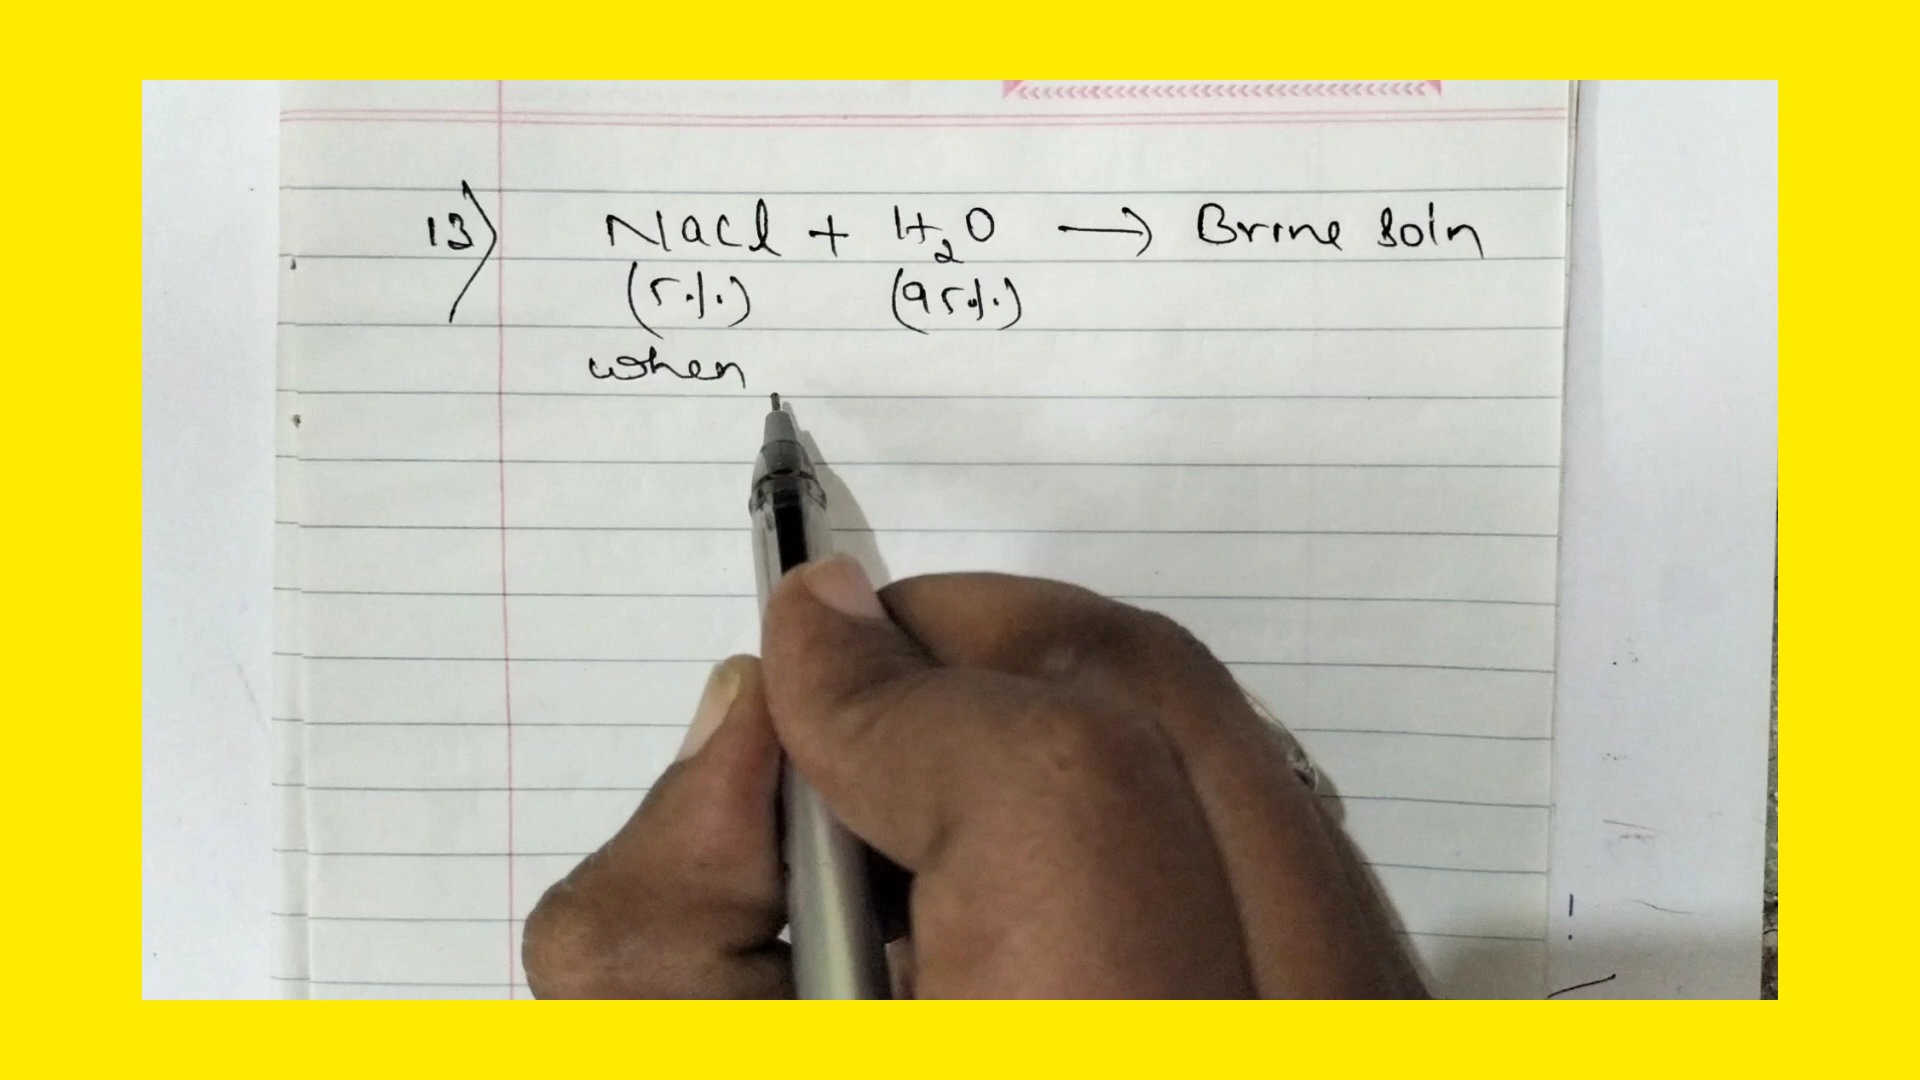 13) NaCl + H₂O → Brine soln
(5%) (95%)
when